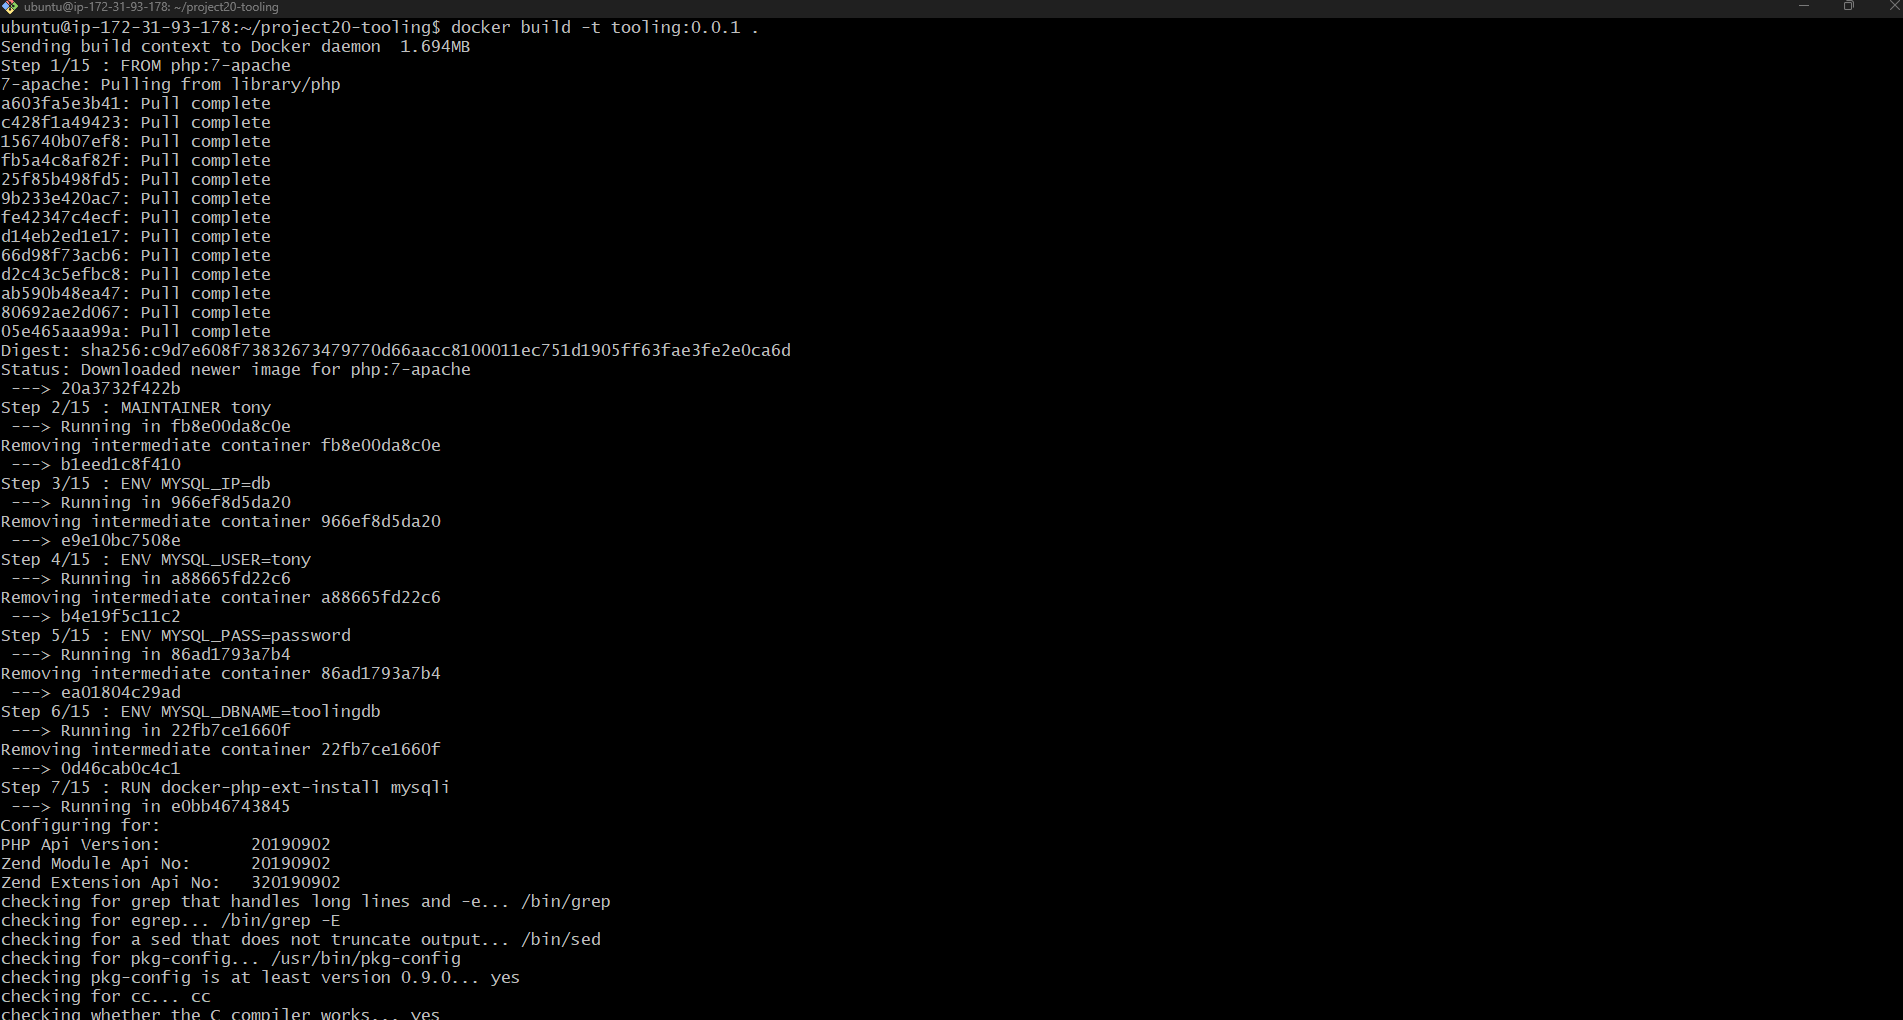 ubuntu@ip-172-31-93-178: ~/project20-tooling
ubuntu@ip-172-31-93-178:~/project20-tooling$ docker build -t tooling:0.0.1 .
Sending build context to Docker daemon  1.694MB
Step 1/15 : FROM php:7-apache
7-apache: Pulling from library/php
a603fa5e3b41: Pull complete
c428f1a49423: Pull complete
156740b07ef8: Pull complete
fb5a4c8af82f: Pull complete
25f85b498fd5: Pull complete
9b233e420ac7: Pull complete
fe42347c4ecf: Pull complete
d14eb2ed1e17: Pull complete
66d98f73acb6: Pull complete
d2c43c5efbc8: Pull complete
ab590b48ea47: Pull complete
80692ae2d067: Pull complete
05e465aaa99a: Pull complete
Digest: sha256:c9d7e608f73832673479770d66aacc8100011ec751d1905ff63fae3fe2e0ca6d
Status: Downloaded newer image for php:7-apache
 ---> 20a3732f422b
Step 2/15 : MAINTAINER tony
 ---> Running in fb8e00da8c0e
Removing intermediate container fb8e00da8c0e
 ---> b1eed1c8f410
Step 3/15 : ENV MYSQL_IP=db
 ---> Running in 966ef8d5da20
Removing intermediate container 966ef8d5da20
 ---> e9e10bc7508e
Step 4/15 : ENV MYSQL_USER=tony
 ---> Running in a88665fd22c6
Removing intermediate container a88665fd22c6
 ---> b4e19f5c11c2
Step 5/15 : ENV MYSQL_PASS=password
 ---> Running in 86ad1793a7b4
Removing intermediate container 86ad1793a7b4
 ---> ea01804c29ad
Step 6/15 : ENV MYSQL_DBNAME=toolingdb
 ---> Running in 22fb7ce1660f
Removing intermediate container 22fb7ce1660f
 ---> 0d46cab0c4c1
Step 7/15 : RUN docker-php-ext-install mysqli
 ---> Running in e0bb46743845
Configuring for:
PHP Api Version:         20190902
Zend Module Api No:      20190902
Zend Extension Api No:   320190902
checking for grep that handles long lines and -e... /bin/grep
checking for egrep... /bin/grep -E
checking for a sed that does not truncate output... /bin/sed
checking for pkg-config... /usr/bin/pkg-config
checking pkg-config is at least version 0.9.0... yes
checking for cc... cc
checking whether the C compiler works... yes